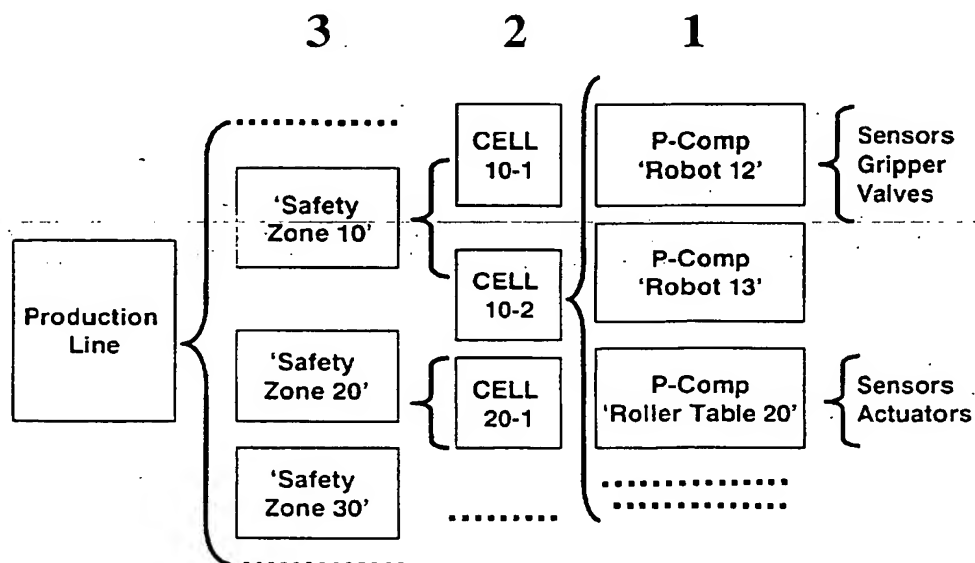 3
2
1
Production
Line
‘Safety
Zone 10’
‘Safety
Zone 20’
‘Safety
Zone 30’
CELL
10-1
CELL
10-2
CELL
20-1
P-Comp
‘Robot 12’
P-Comp
‘Robot 13’
P-Comp
‘Roller Table 20’
Sensors
Gripper
Valves
Sensors
Actuators